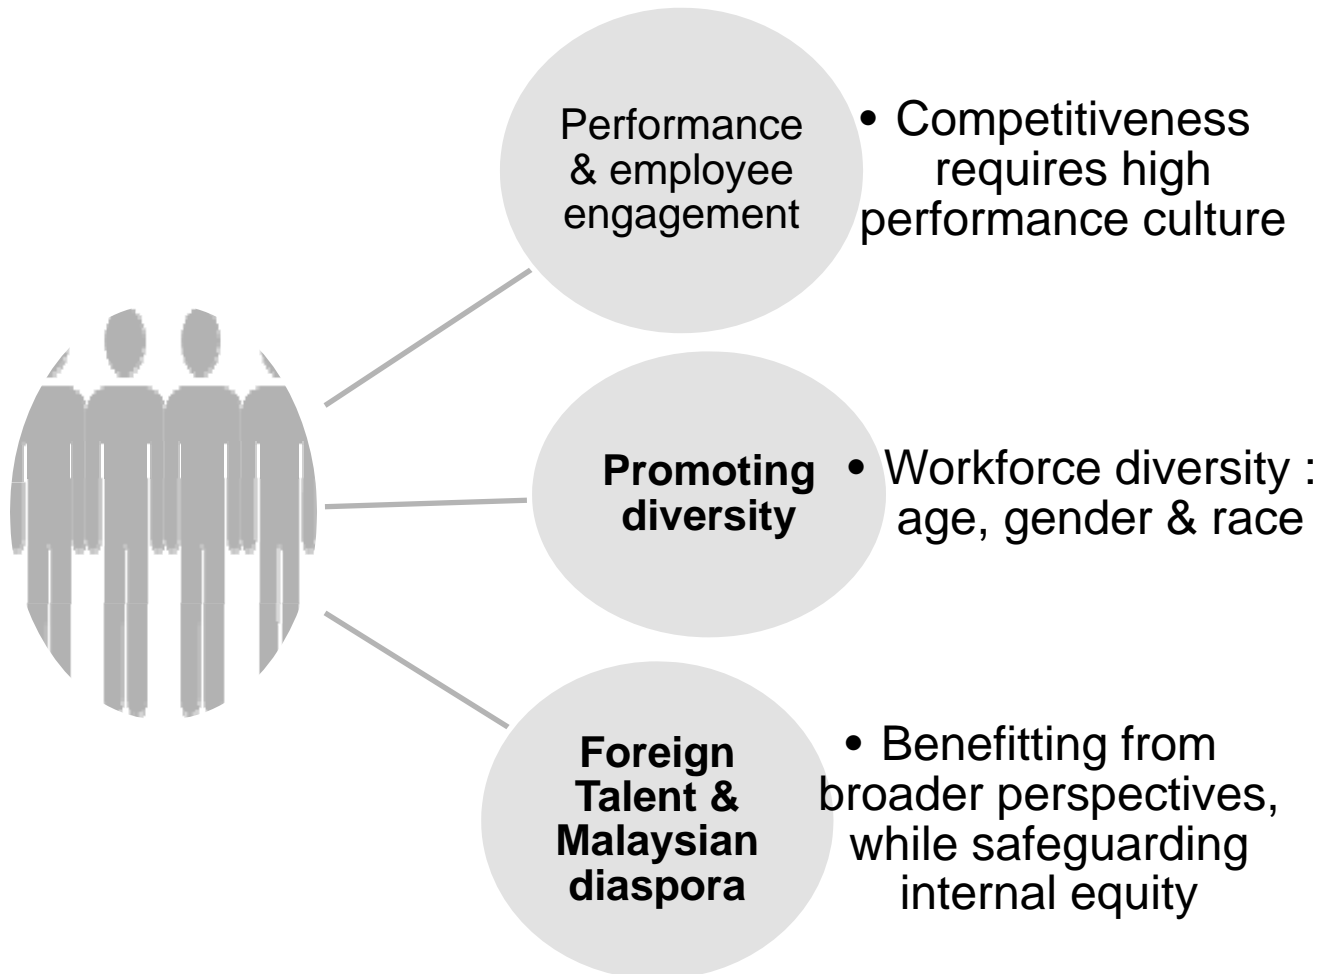 Performance
& employee
engagement
• Competitiveness
requires high
performance culture
Promoting
diversity
• Workforce diversity :
age, gender & race
Foreign
Talent &
Malaysian
diaspora
• Benefitting from
broader perspectives,
while safeguarding
internal equity